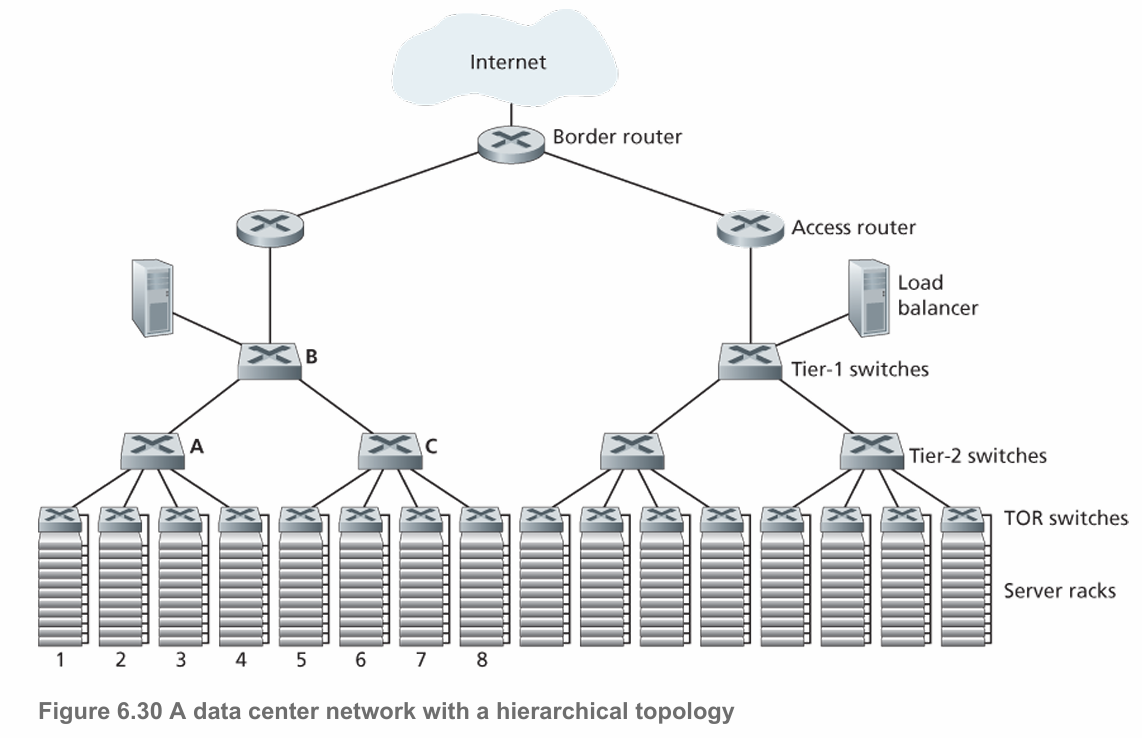 Internet
Border router
Access router
Load
balancer
B
Tier-1 switches
A
C
Tier-2 switches
TOR switches
Server racks
1 2 3 4 5 6 7 8
Figure 6.30 A data center network with a hierarchical topology